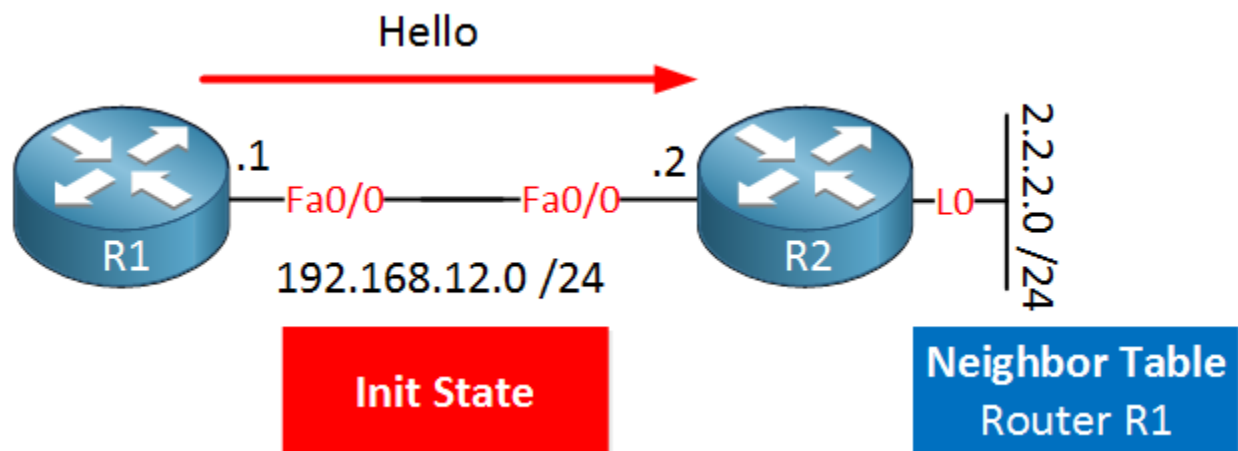 Hello
.1
Fa0/0
Fa0/0
.2
L0
2.2.2.0 /24
R1
R2
192.168.12.0 /24
Init State
Neighbor Table
Router R1